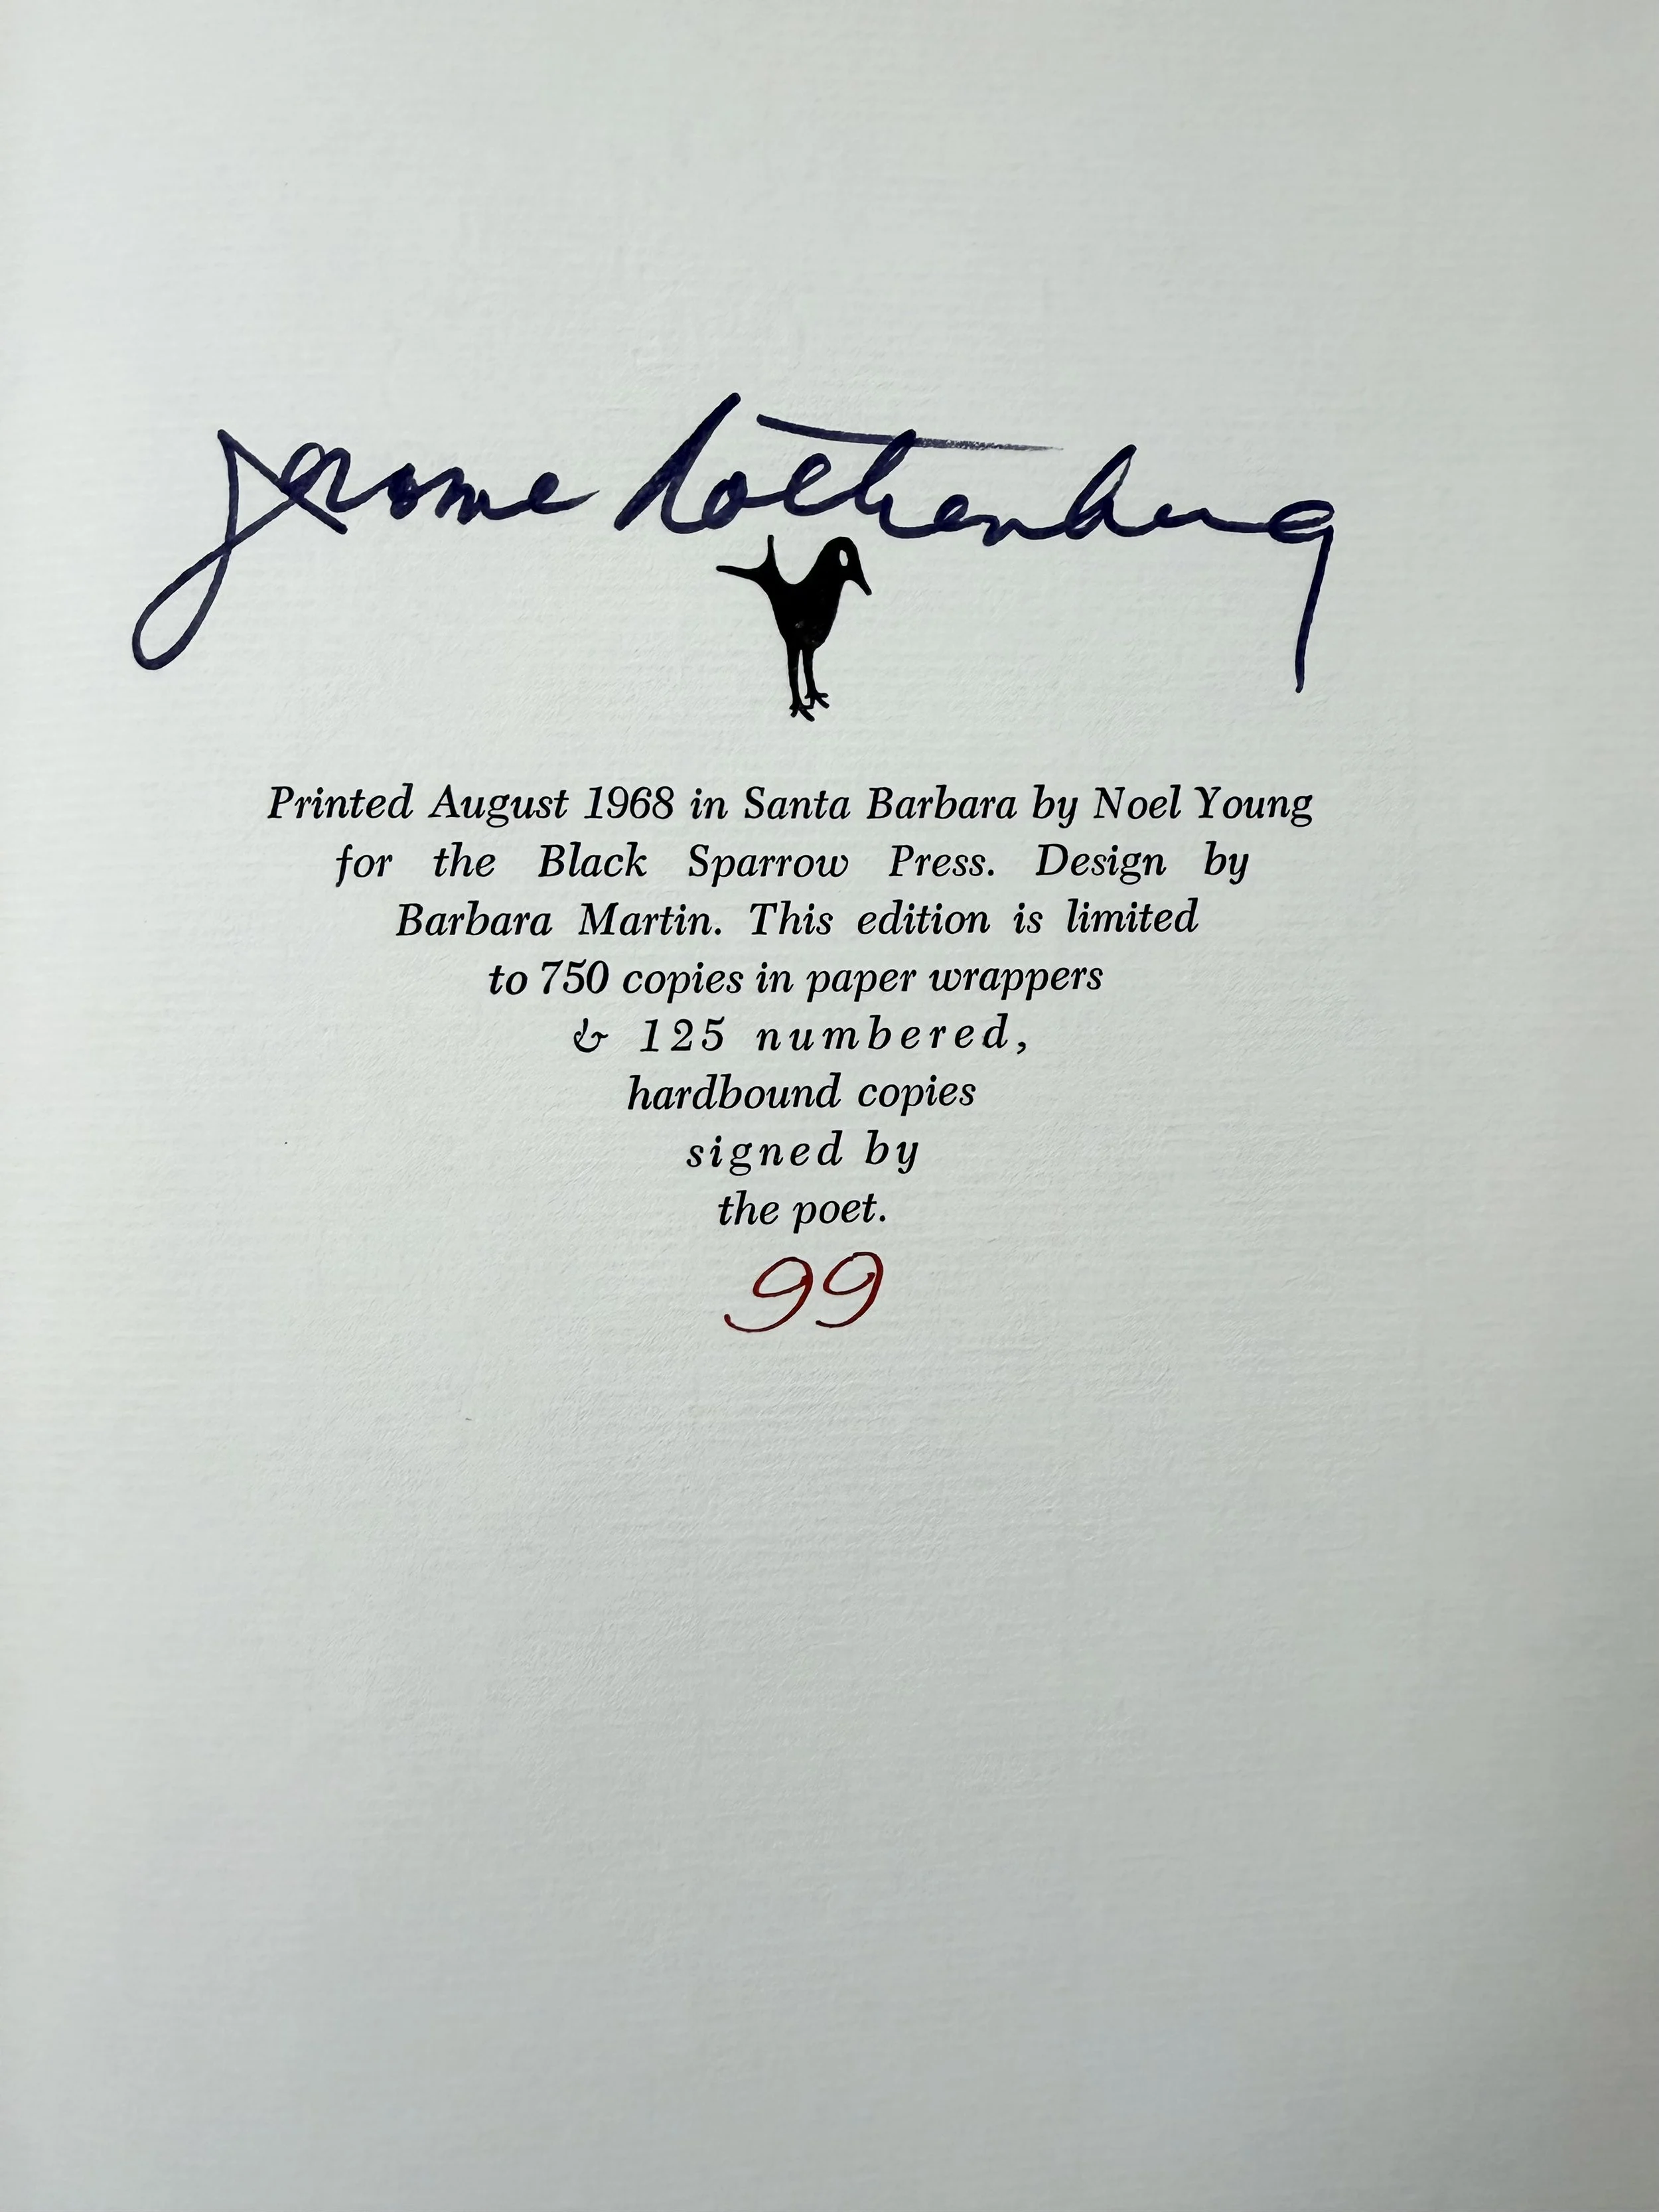 Jerome Rothenberg
Printed August 1968 in Santa Barbara by Noel Young
for the Black Sparrow Press. Design by
Barbara Martin. This edition is limited
to 750 copies in paper wrappers
& 125 numbered,
hardbound copies
signed by
the poet.
99